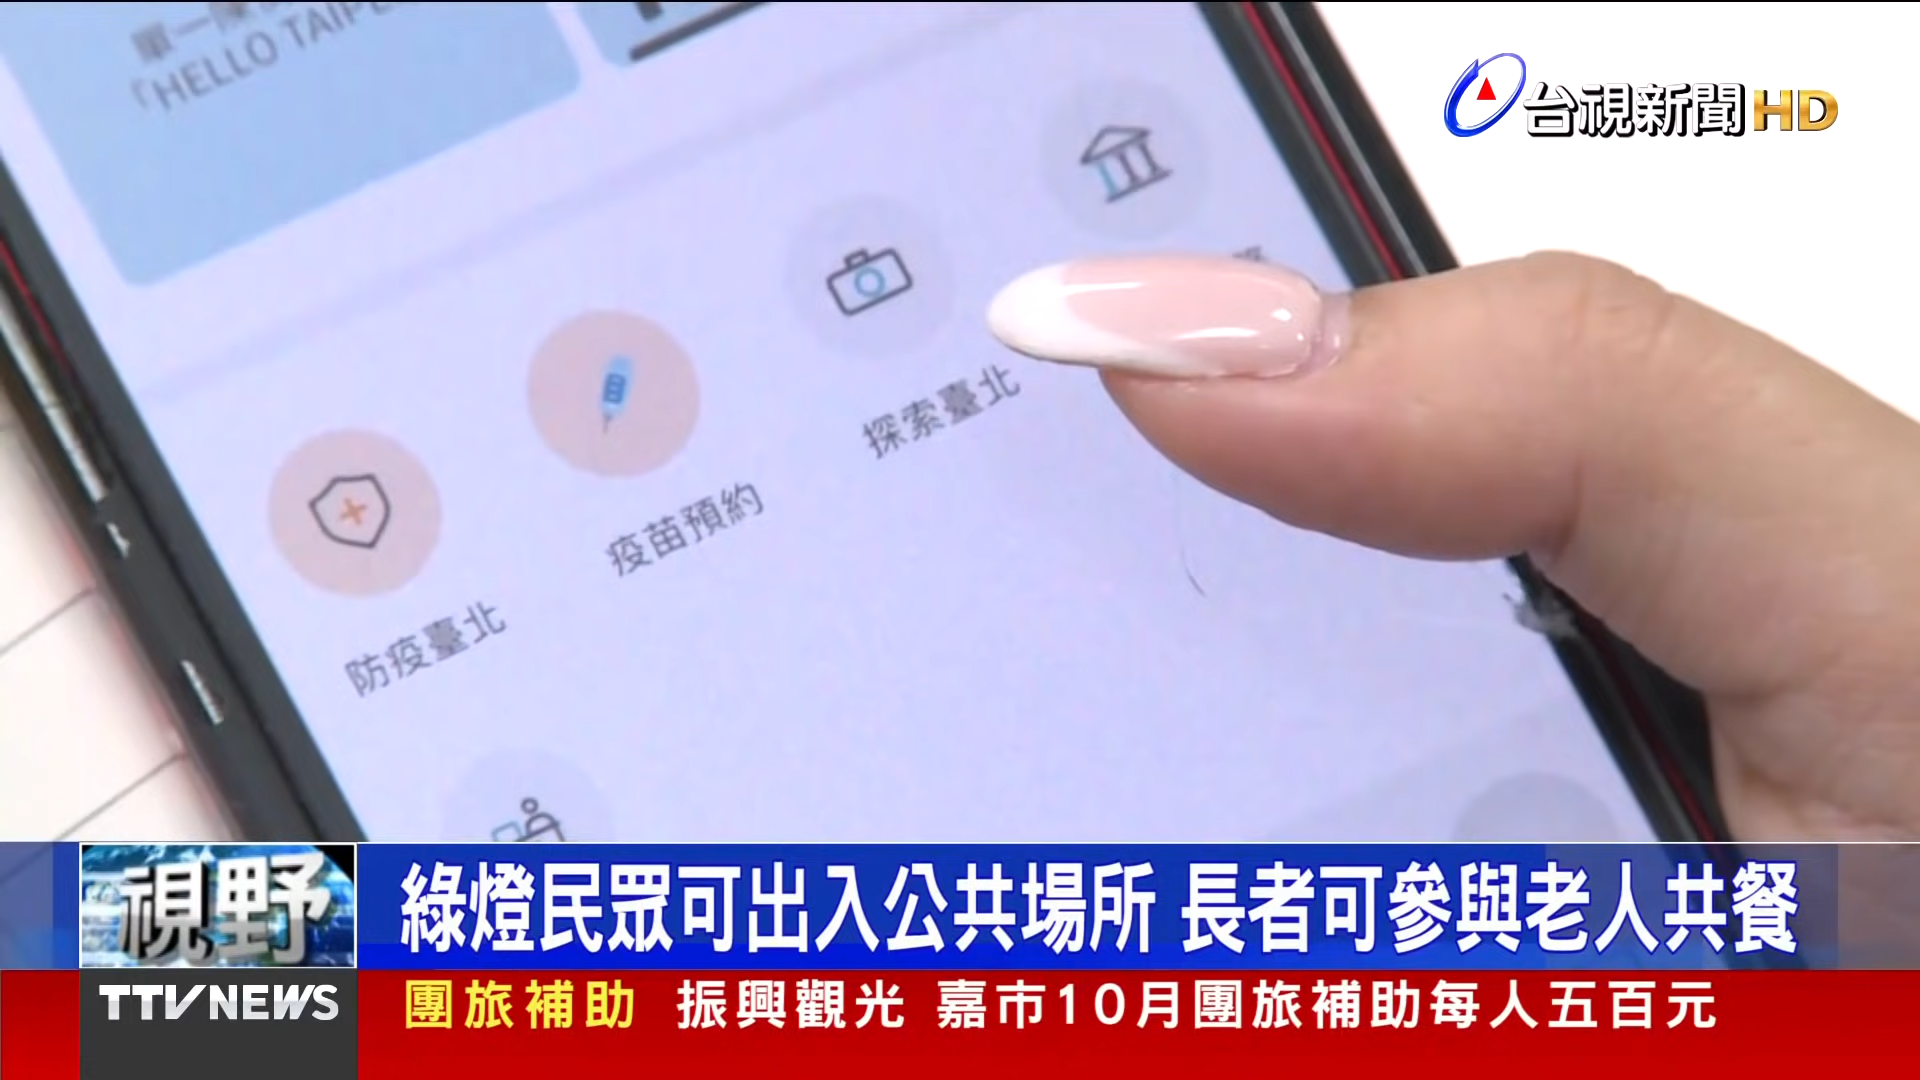 「HELLO TAIPE
台視新聞HD
探索臺北
疫苗預約
防疫臺北
視野
綠燈民眾可出入公共場所 長者可參與老人共餐
TTV NEWS
團旅補助 振興觀光 嘉市10月團旅補助每人五百元